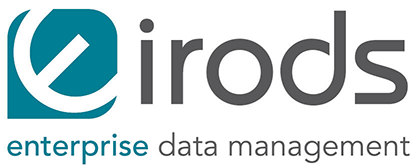 e irods
enterprise data management